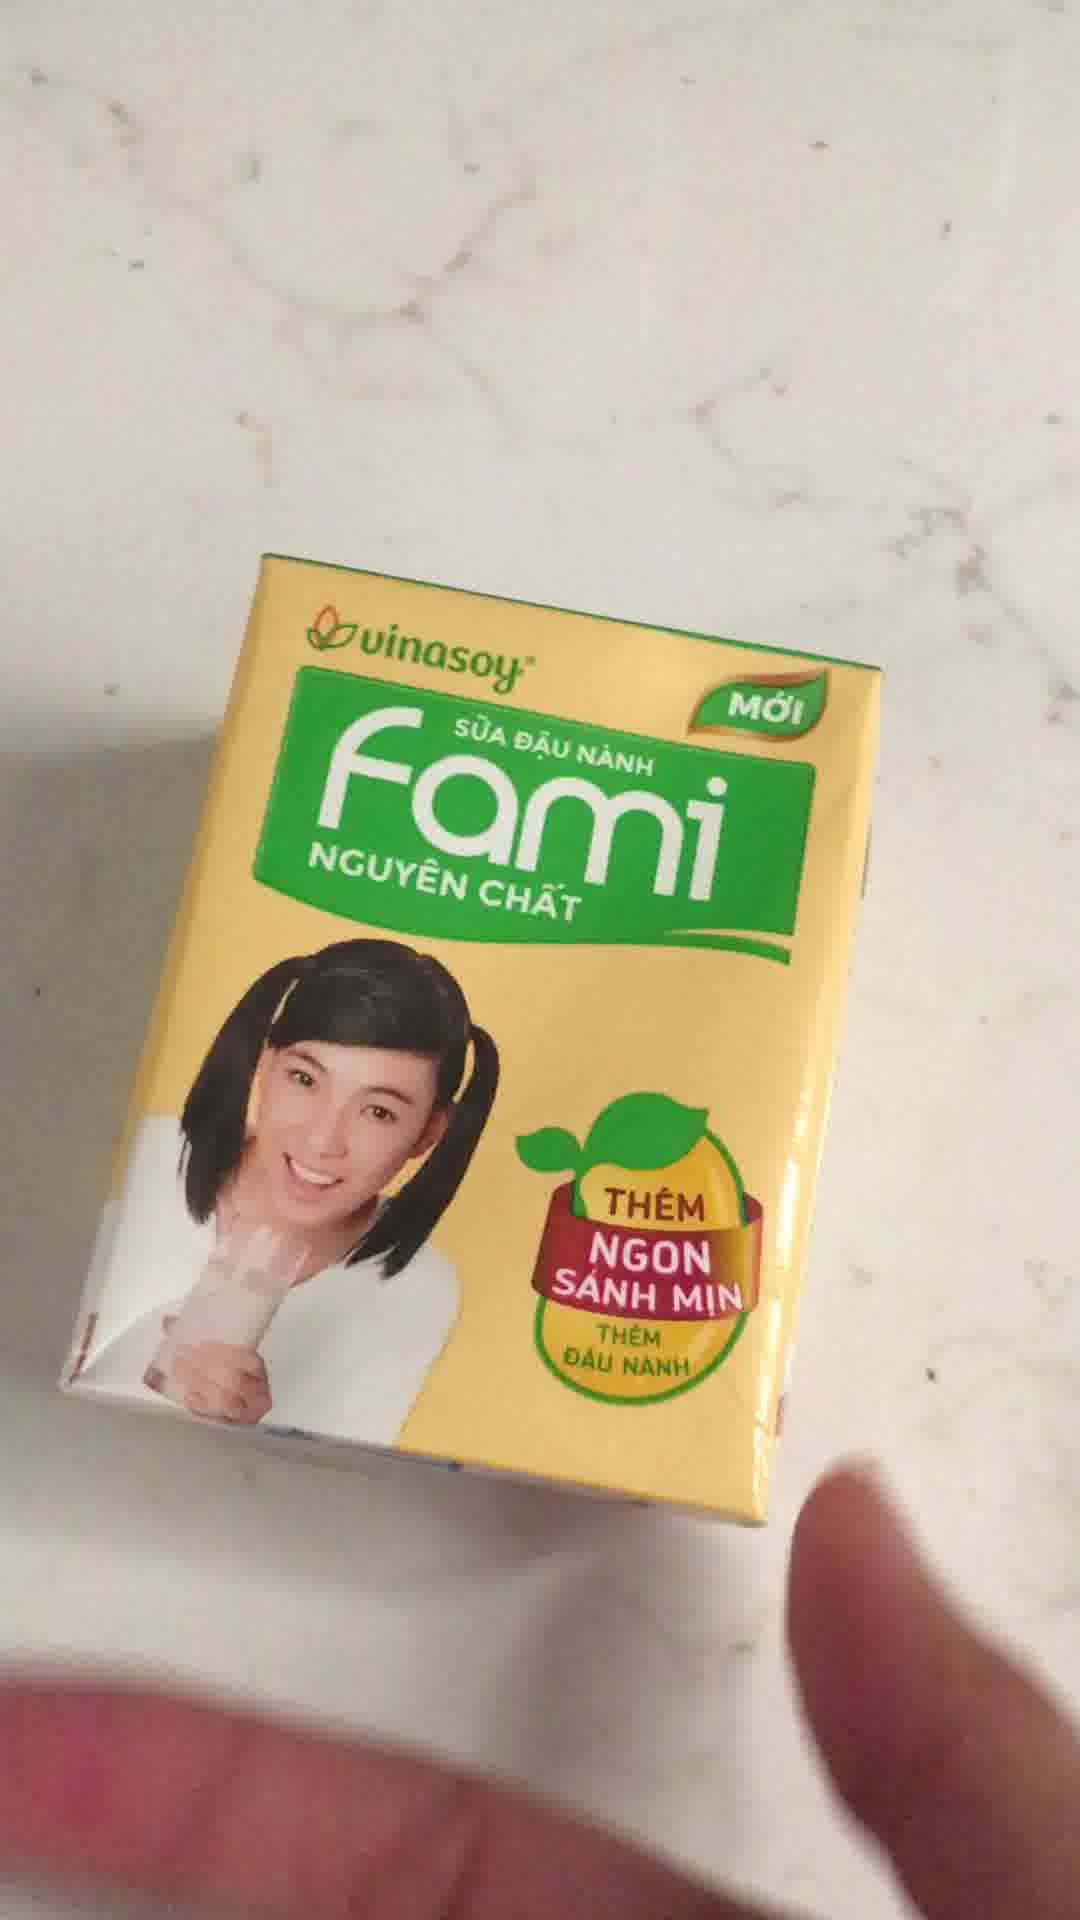 vinasoy
MỚI
SỮA ĐẬU NÀNH
Fami
NGUYÊN CHẤT
THÊM
NGON
SÁNH MỊN
THÊM
ĐẬU NÀNH